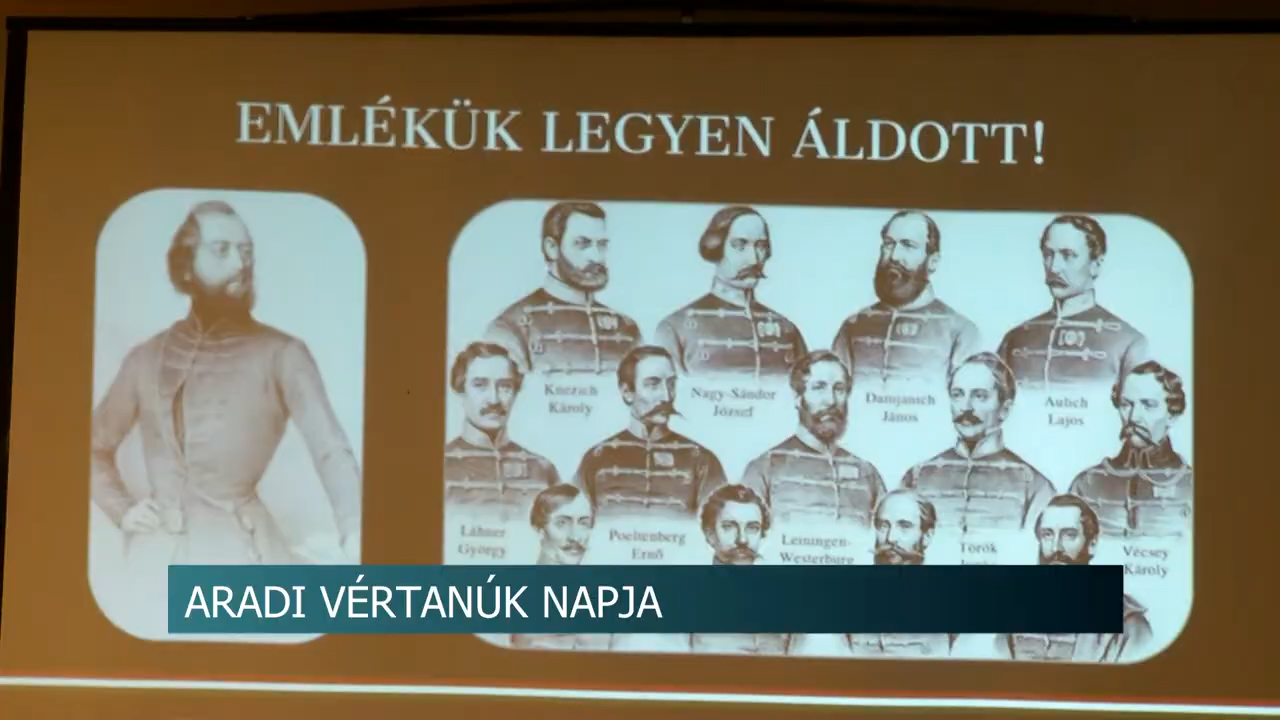 EMLÉKÜK LEGYEN ÁLDOTT!
Knezich
Károly
Nagy-Sándor
József
Damjanich
János
Aulich
Lajos
Lahner
György
Poeltenberg
Ernő
Leiningen-
Westerburg
Török
Vécsey
Károly
ARADI VÉRTANÚK NAPJA